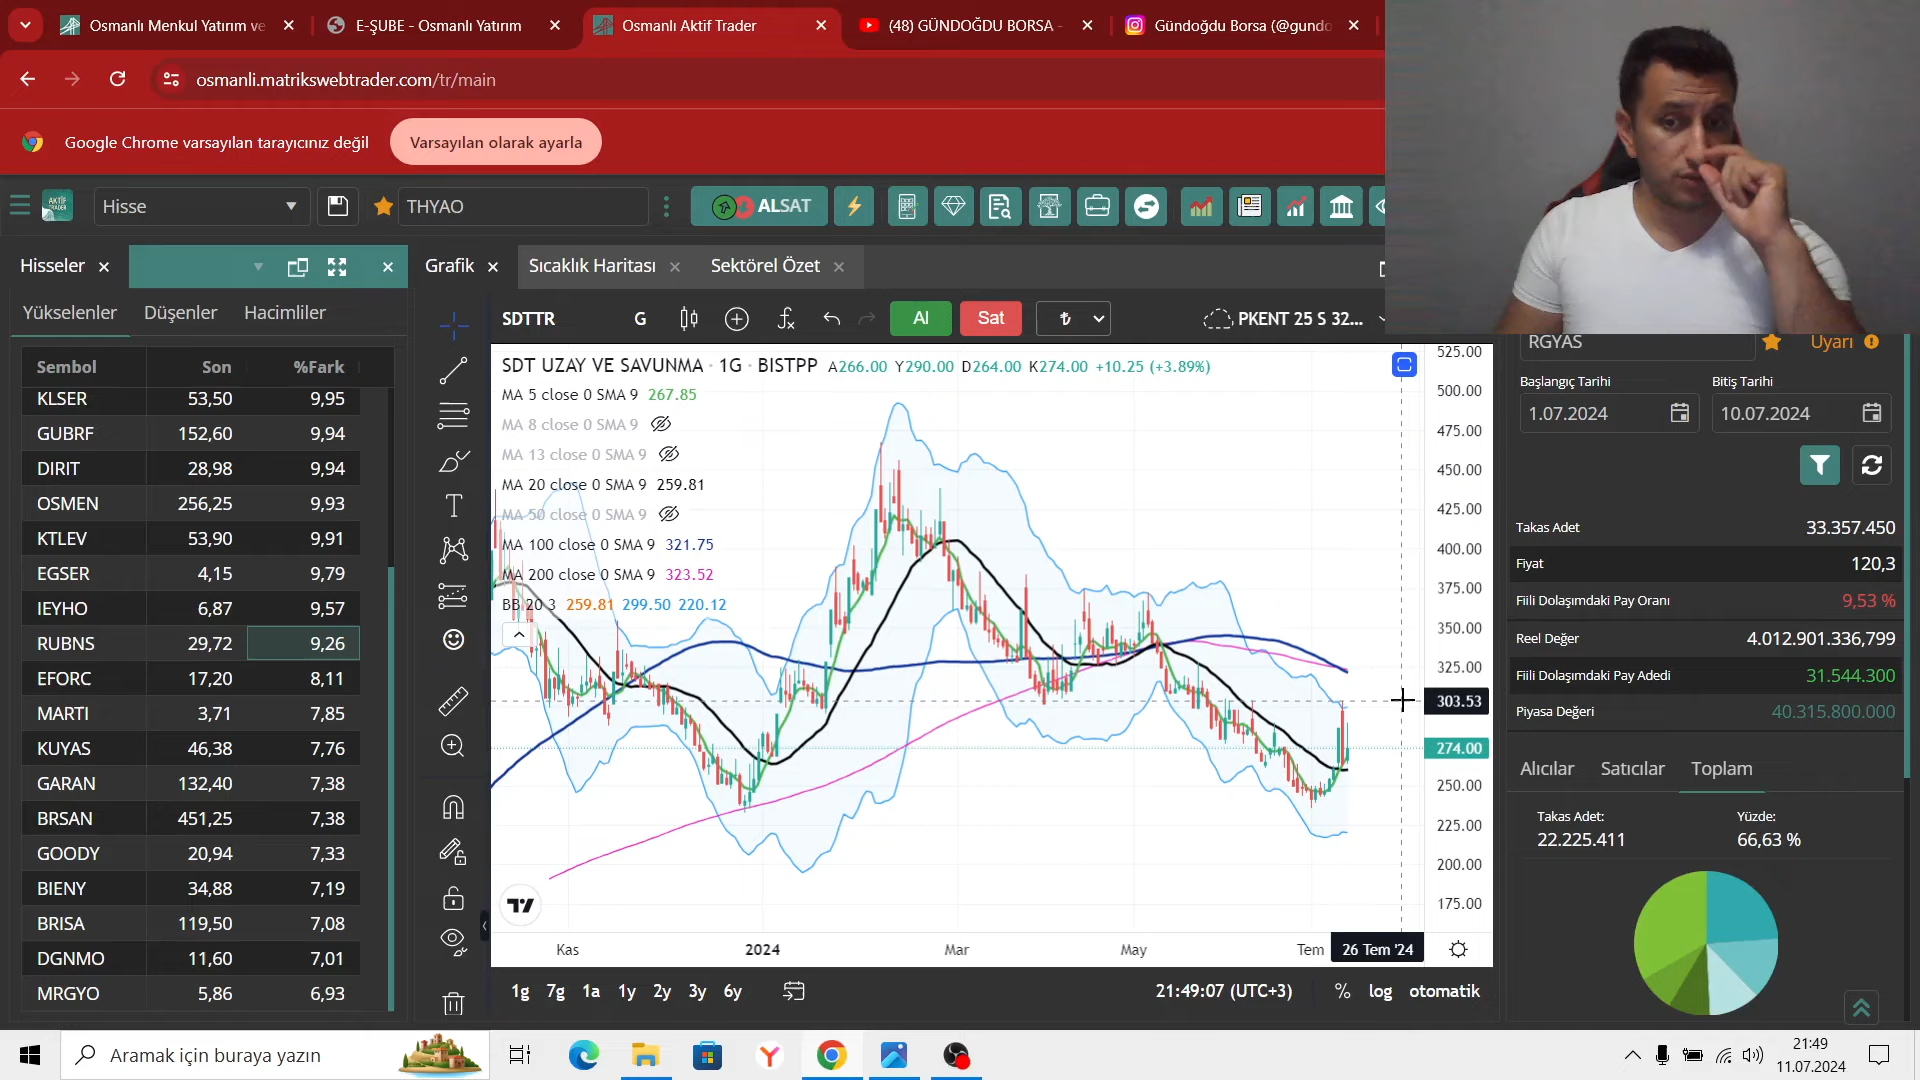 Osmanlı Menkul Yatırım ve
E-ŞUBE - Osmanlı Yatırım
Osmanlı Aktif Trader
(48) GÜNDOĞDU BORSA -
Gündoğdu Borsa (@gundo
osmanli.matrikswebtrader.com/tr/main
Google Chrome varsayılan tarayıcınız değil
Varsayılan olarak ayarla
AKTİF TRADER
Hisse
THYAO
ALSAT
Hisseler
Grafik
Sıcaklık Haritası
Sektörel Özet
Yükselenler Düşenler Hacimliler
Sembol Son %Fark
KLSER 53,50 9,95
GUBRF 152,60 9,94
DIRIT 28,98 9,94
OSMEN 256,25 9,93
KTLEV 53,90 9,91
EGSER 4,15 9,79
IEYHO 6,87 9,57
RUBNS 29,72 9,26
EFORC 17,20 8,11
MARTI 3,71 7,85
KUYAS 46,38 7,76
GARAN 132,40 7,38
BRSAN 451,25 7,38
GOODY 20,94 7,33
BIENY 34,88 7,19
BRISA 119,50 7,08
DGNMO 11,60 7,01
MRGYO 5,86 6,93
SDTTR G Al Sat ₺ PKENT 25 S 32...
SDT UZAY VE SAVUNMA · 1G · BISTPP A266.00 Y290.00 D264.00 K274.00 +10.25 (+3.89%)
MA 5 close 0 SMA 9 267.85
MA 8 close 0 SMA 9
MA 13 close 0 SMA 9
MA 20 close 0 SMA 9 259.81
MA 50 close 0 SMA 9
MA 100 close 0 SMA 9 321.75
MA 200 close 0 SMA 9 323.52
BB 20 3 259.81 299.50 220.12
525.00
500.00
475.00
450.00
425.00
400.00
375.00
350.00
325.00
303.53
274.00
250.00
225.00
200.00
175.00
Kas 2024 Mar May Tem 26 Tem '24
1g 7g 1a 1y 2y 3y 6y
21:49:07 (UTC+3) % log otomatik
RGYAS Uyarı
Başlangıç Tarihi Bitiş Tarihi
1.07.2024 10.07.2024
Takas Adet 33.357.450
Fiyat 120,3
Fiili Dolaşımdaki Pay Oranı 9,53 %
Reel Değer 4.012.901.336,799
Fiili Dolaşımdaki Pay Adedi 31.544.300
Piyasa Değeri 40.315.800.000
Alıcılar Satıcılar Toplam
Takas Adet: Yüzde:
22.225.411 66,63 %
Aramak için buraya yazın
21:49
11.07.2024